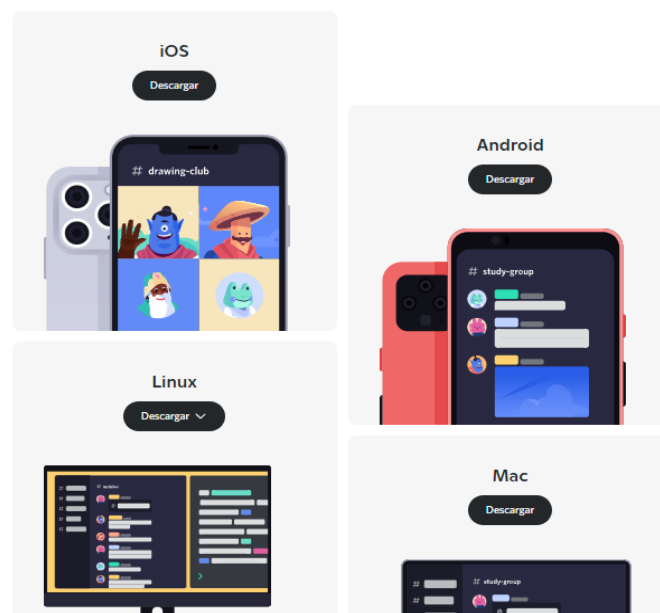 iOS
Descargar
# drawing-club
Android
Descargar
# study-group
Linux
Descargar
Mac
Descargar
# study-group